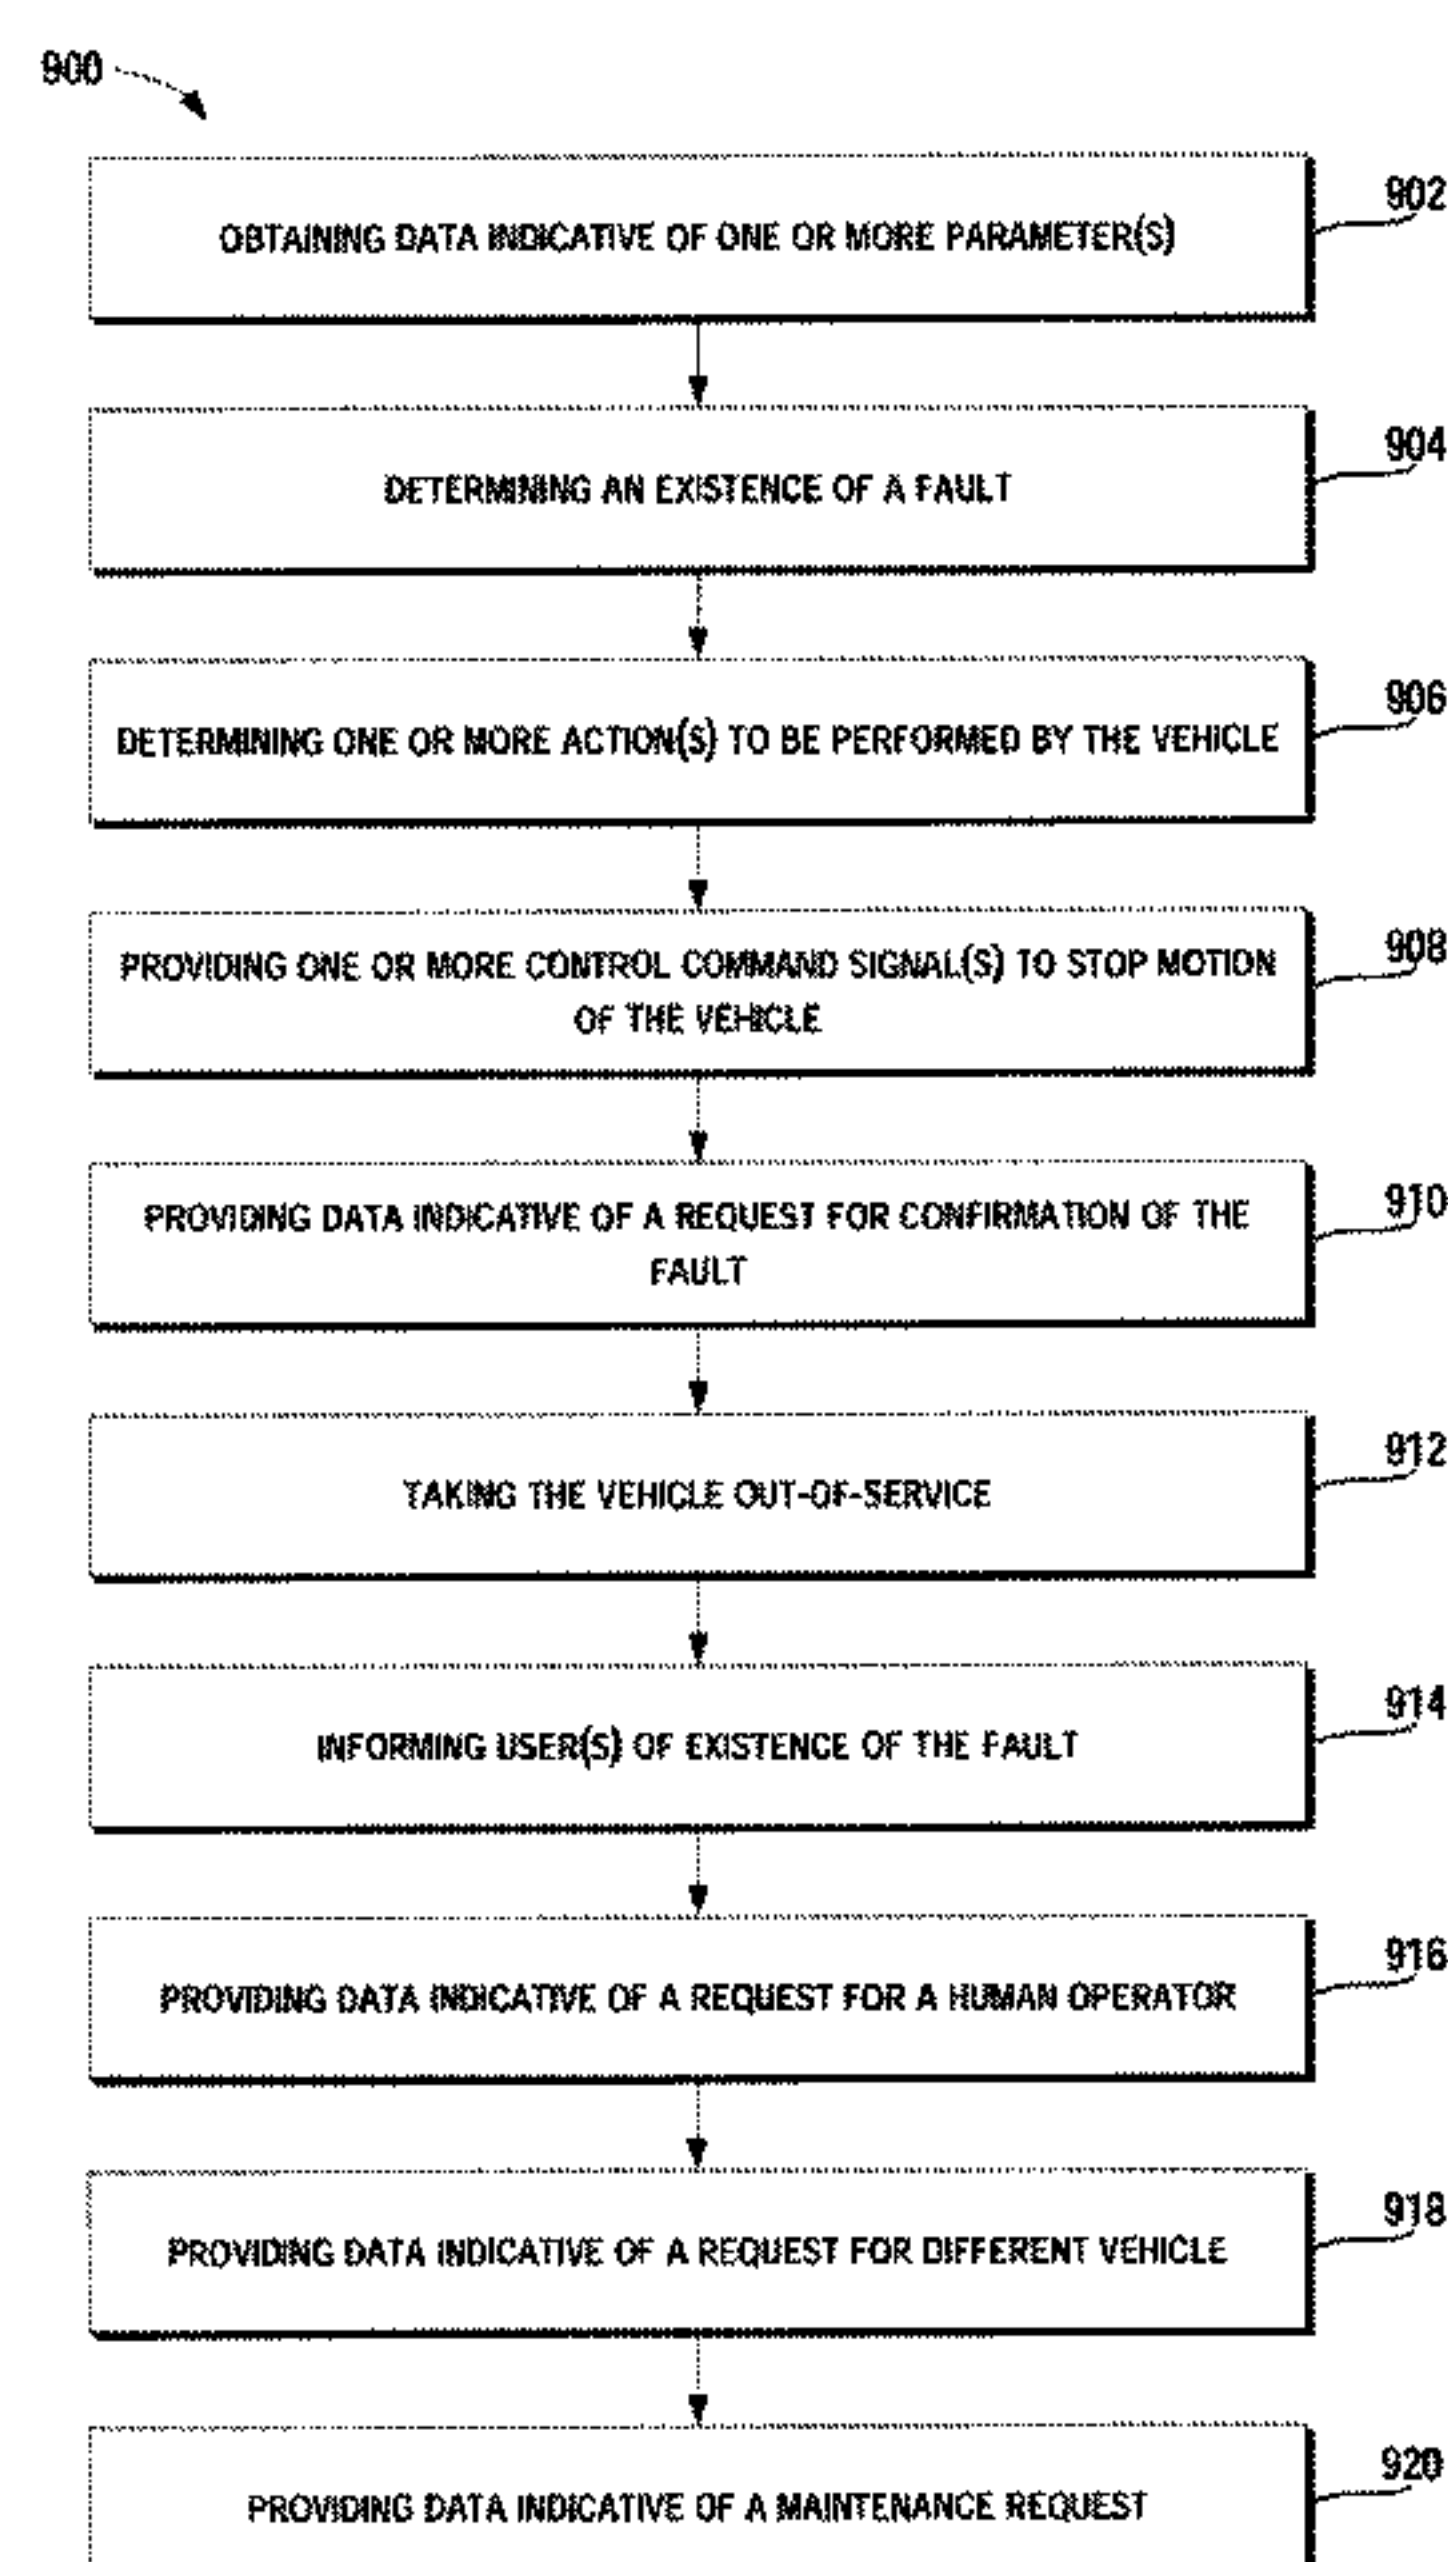 900
902
OBTAINING DATA INDICATIVE OF ONE OR MORE PARAMETER(S)
904
DETERMINING AN EXISTENCE OF A FAULT
906
DETERMINING ONE OR MORE ACTION(S) TO BE PERFORMED BY THE VEHICLE
908
PROVIDING ONE OR MORE CONTROL COMMAND SIGNAL(S) TO STOP MOTION
OF THE VEHICLE
910
PROVIDING DATA INDICATIVE OF A REQUEST FOR CONFIRMATION OF THE
FAULT
912
TAKING THE VEHICLE OUT-OF-SERVICE
914
INFORMING USER(S) OF EXISTENCE OF THE FAULT
916
PROVIDING DATA INDICATIVE OF A REQUEST FOR A HUMAN OPERATOR
918
PROVIDING DATA INDICATIVE OF A REQUEST FOR DIFFERENT VEHICLE
920
PROVIDING DATA INDICATIVE OF A MAINTENANCE REQUEST